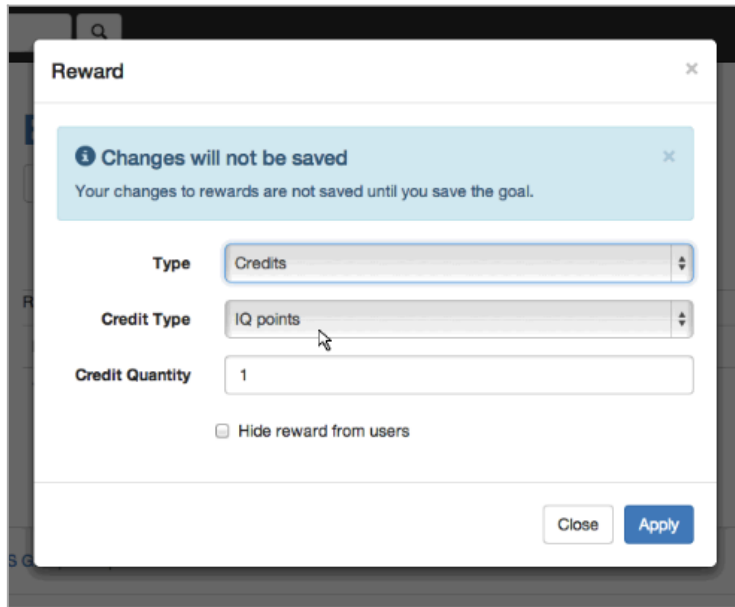 Reward
×
Changes will not be saved
×
Your changes to rewards are not saved until you save the goal.
Type
Credits
Credit Type
IQ points
Credit Quantity
1
Hide reward from users
Close
Apply